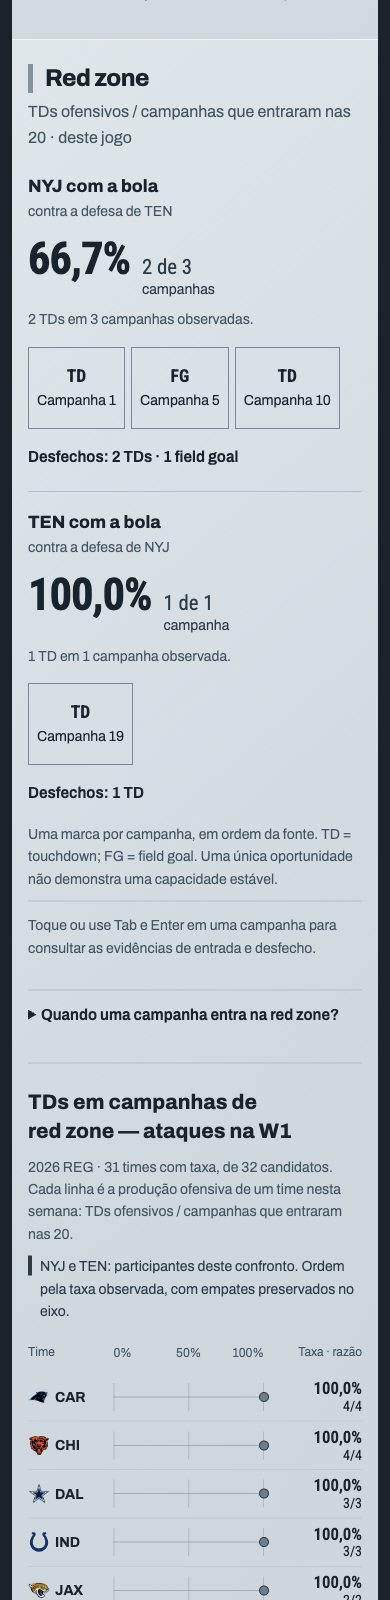 Red zone
TDs ofensivos / campanhas que entraram nas
20 · deste jogo
NYJ com a bola
contra a defesa de TEN
66,7% 2 de 3
campanhas
2 TDs em 3 campanhas observadas.
TD FG TD
Campanha 1 Campanha 5 Campanha 10
Desfechos: 2 TDs · 1 field goal
TEN com a bola
contra a defesa de NYJ
100,0% 1 de 1
campanha
1 TD em 1 campanha observada.
TD
Campanha 19
Desfechos: 1 TD
Uma marca por campanha, em ordem da fonte. TD =
touchdown; FG = field goal. Uma única oportunidade
não demonstra uma capacidade estável.
Toque ou use Tab e Enter em uma campanha para
consultar as evidências de entrada e desfecho.
Quando uma campanha entra na red zone?
TDs em campanhas de
red zone — ataques na W1
2026 REG · 31 times com taxa, de 32 candidatos.
Cada linha é a produção ofensiva de um time nesta
semana: TDs ofensivos / campanhas que entraram
nas 20.
NYJ e TEN: participantes deste confronto. Ordem
pela taxa observada, com empates preservados no
eixo.
Time 0% 50% 100% Taxa · razão
CAR 100,0%
4/4
CHI 100,0%
4/4
DAL 100,0%
3/3
IND 100,0%
3/3
JAX 100,0%